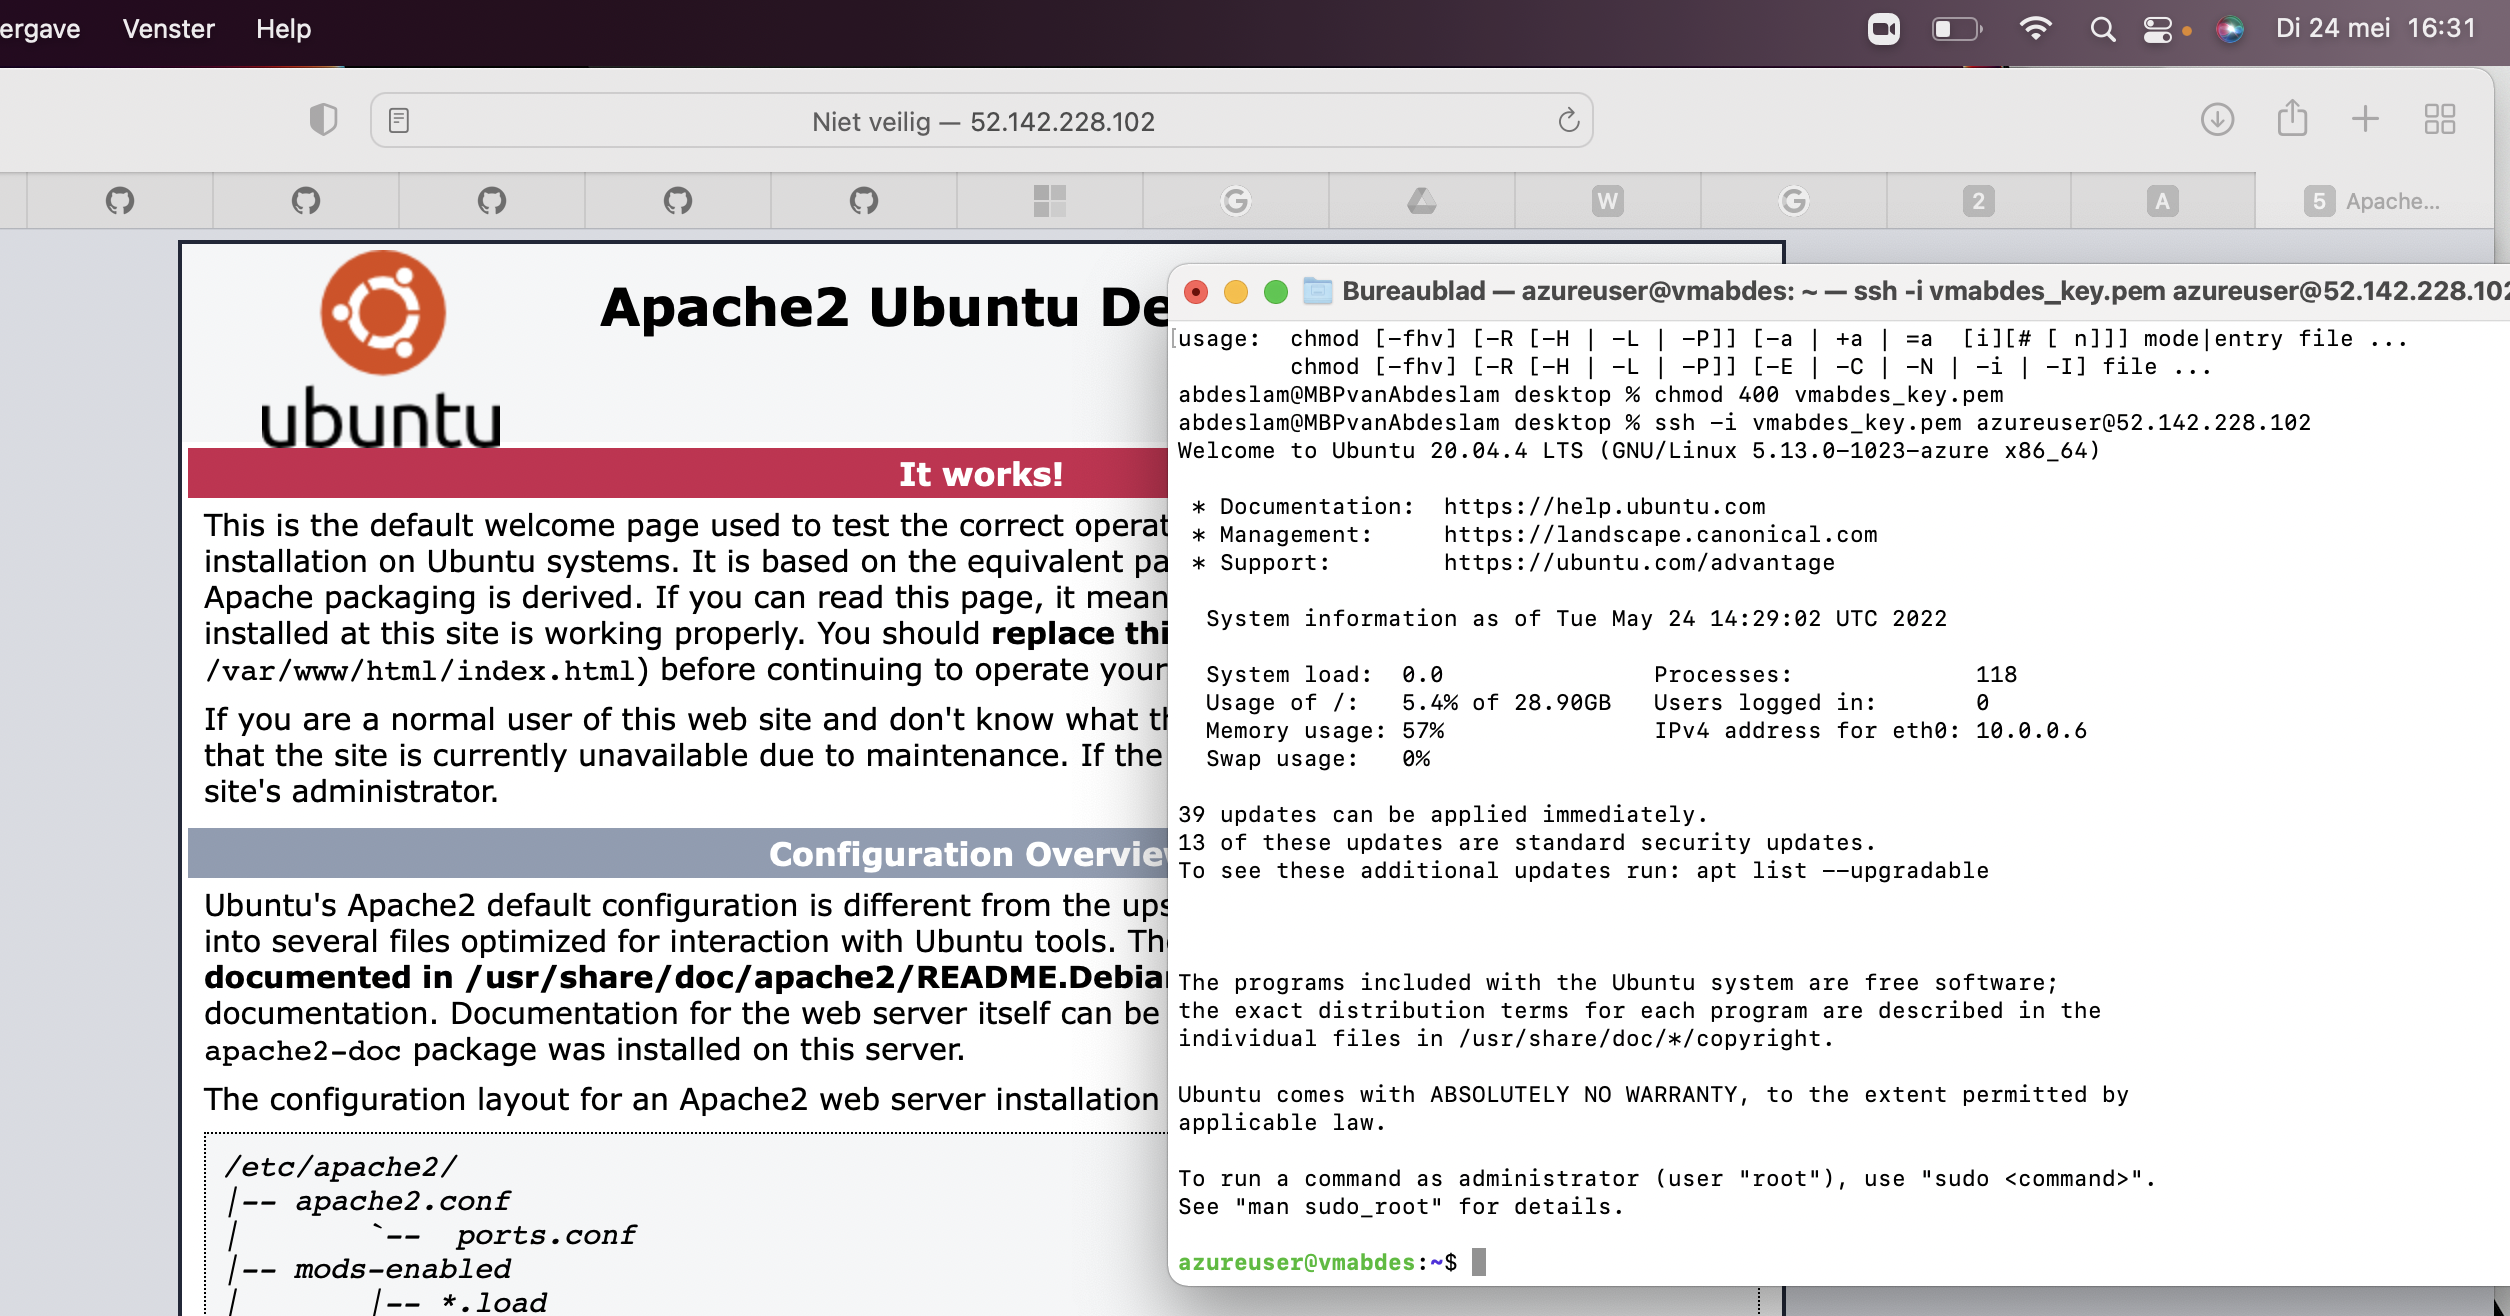 ergave Venster Help Di 24 mei 16:31
Niet veilig — 52.142.228.102
G W G 2 A 5 Apache...
ubuntu
Apache2 Ubuntu De
It works!
This is the default welcome page used to test the correct operat
installation on Ubuntu systems. It is based on the equivalent pa
Apache packaging is derived. If you can read this page, it mean
installed at this site is working properly. You should replace thi
/var/www/html/index.html) before continuing to operate your
If you are a normal user of this web site and don't know what th
that the site is currently unavailable due to maintenance. If the
site's administrator.
Configuration Overview
Ubuntu's Apache2 default configuration is different from the ups
into several files optimized for interaction with Ubuntu tools. The
documented in /usr/share/doc/apache2/README.Debian
documentation. Documentation for the web server itself can be
apache2-doc package was installed on this server.
The configuration layout for an Apache2 web server installation
/etc/apache2/
|-- apache2.conf
|       `--  ports.conf
|-- mods-enabled
|       |-- *.load
Bureaublad — azureuser@vmabdes: ~ — ssh -i vmabdes_key.pem azureuser@52.142.228.102
[usage:  chmod [-fhv] [-R [-H | -L | -P]] [-a | +a | =a  [i][# [ n]]] mode|entry file ...
        chmod [-fhv] [-R [-H | -L | -P]] [-E | -C | -N | -i | -I] file ...
abdeslam@MBPvanAbdeslam desktop % chmod 400 vmabdes_key.pem
abdeslam@MBPvanAbdeslam desktop % ssh -i vmabdes_key.pem azureuser@52.142.228.102
Welcome to Ubuntu 20.04.4 LTS (GNU/Linux 5.13.0-1023-azure x86_64)
* Documentation:  https://help.ubuntu.com
* Management:     https://landscape.canonical.com
* Support:        https://ubuntu.com/advantage
System information as of Tue May 24 14:29:02 UTC 2022
System load:  0.0               Processes:             118
Usage of /:   5.4% of 28.90GB   Users logged in:       0
Memory usage: 57%               IPv4 address for eth0: 10.0.0.6
Swap usage:   0%
39 updates can be applied immediately.
13 of these updates are standard security updates.
To see these additional updates run: apt list --upgradable
The programs included with the Ubuntu system are free software;
the exact distribution terms for each program are described in the
individual files in /usr/share/doc/*/copyright.
Ubuntu comes with ABSOLUTELY NO WARRANTY, to the extent permitted by
applicable law.
To run a command as administrator (user "root"), use "sudo <command>".
See "man sudo_root" for details.
azureuser@vmabdes:~$